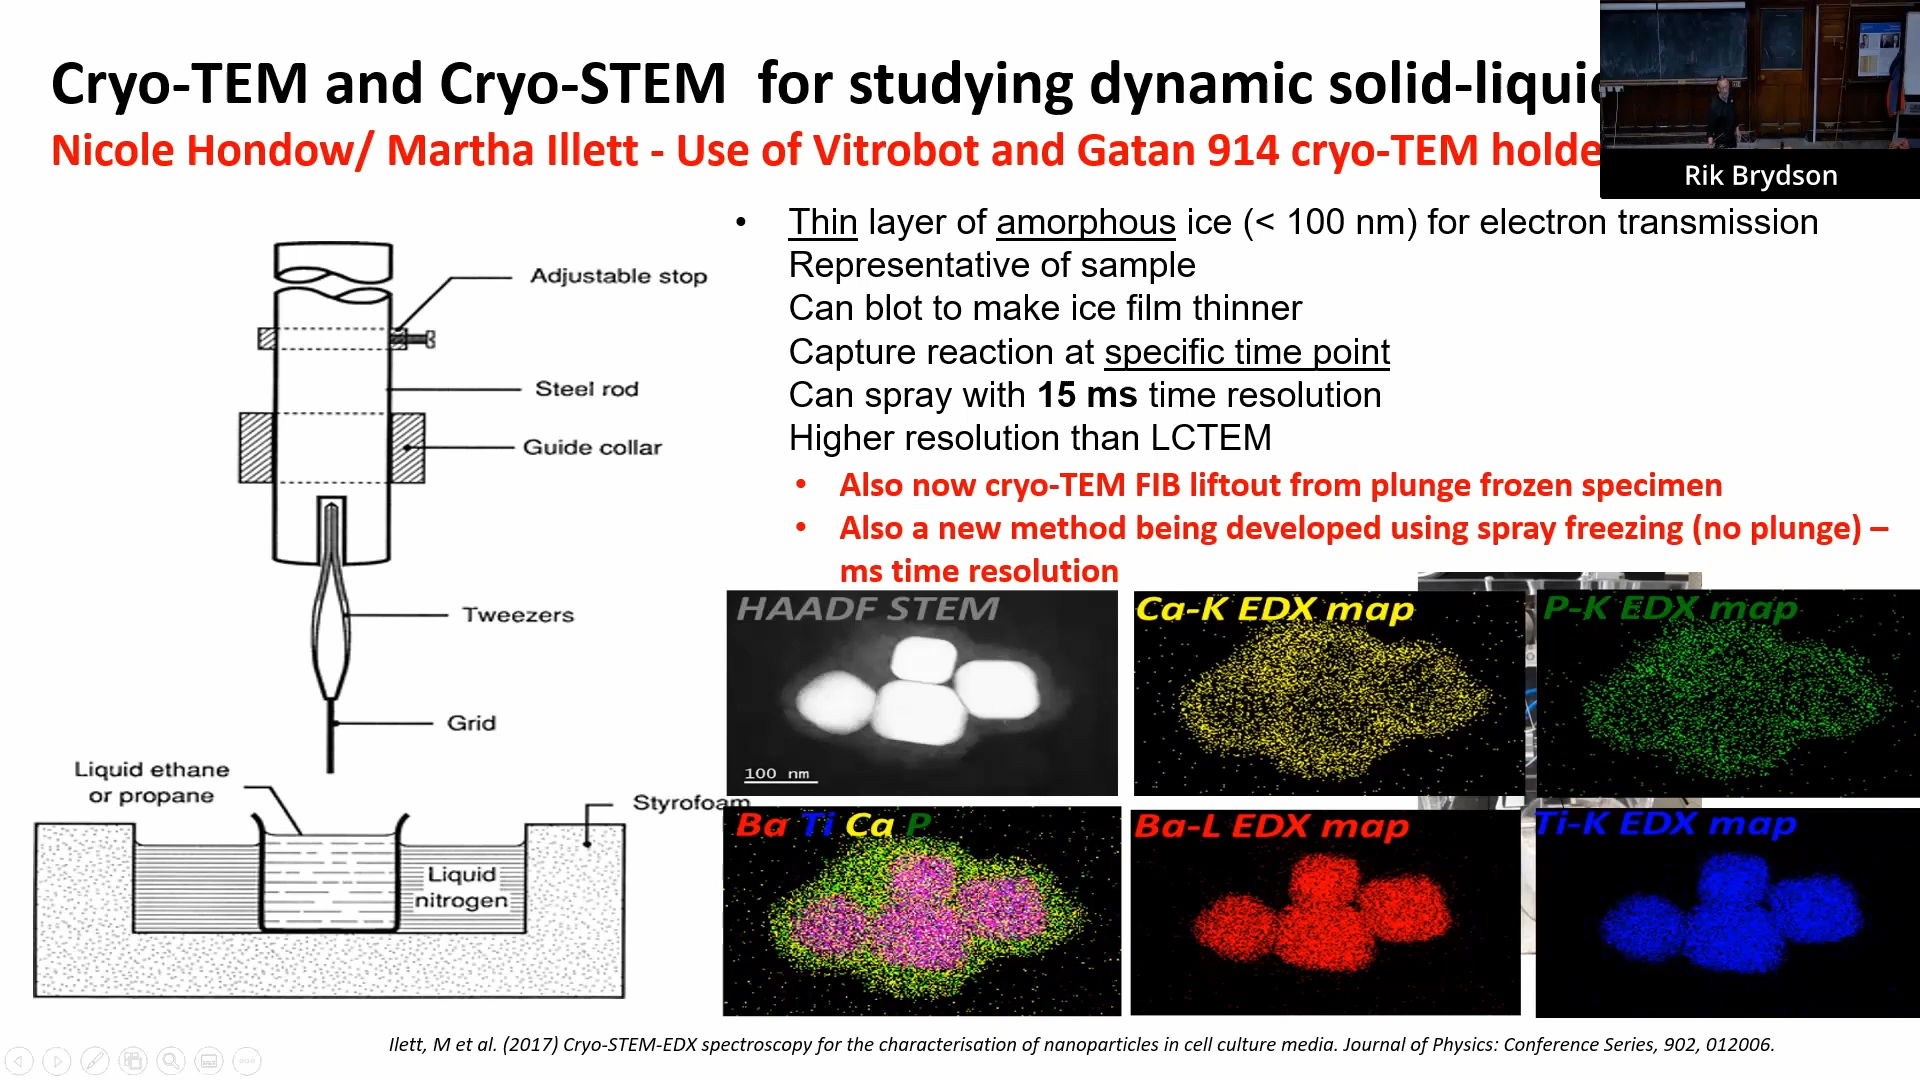 Cryo-TEM and Cryo-STEM for studying dynamic solid-liquid
Nicole Hondow/ Martha Illett - Use of Vitrobot and Gatan 914 cryo-TEM holde
Rik Brydson
• Thin layer of amorphous ice (< 100 nm) for electron transmission
Representative of sample
Can blot to make ice film thinner
Capture reaction at specific time point
Can spray with 15 ms time resolution
Higher resolution than LCTEM
• Also now cryo-TEM FIB liftout from plunge frozen specimen
• Also a new method being developed using spray freezing (no plunge) –
ms time resolution
Adjustable stop
Steel rod
Guide collar
Tweezers
Grid
Liquid ethane
or propane
Styrofoam
Liquid
nitrogen
HAADF STEM
100 nm
Ca-K EDX map
P-K EDX map
Ba Ti Ca P
Ba-L EDX map
Ti-K EDX map
Ilett, M et al. (2017) Cryo-STEM-EDX spectroscopy for the characterisation of nanoparticles in cell culture media. Journal of Physics: Conference Series, 902, 012006.